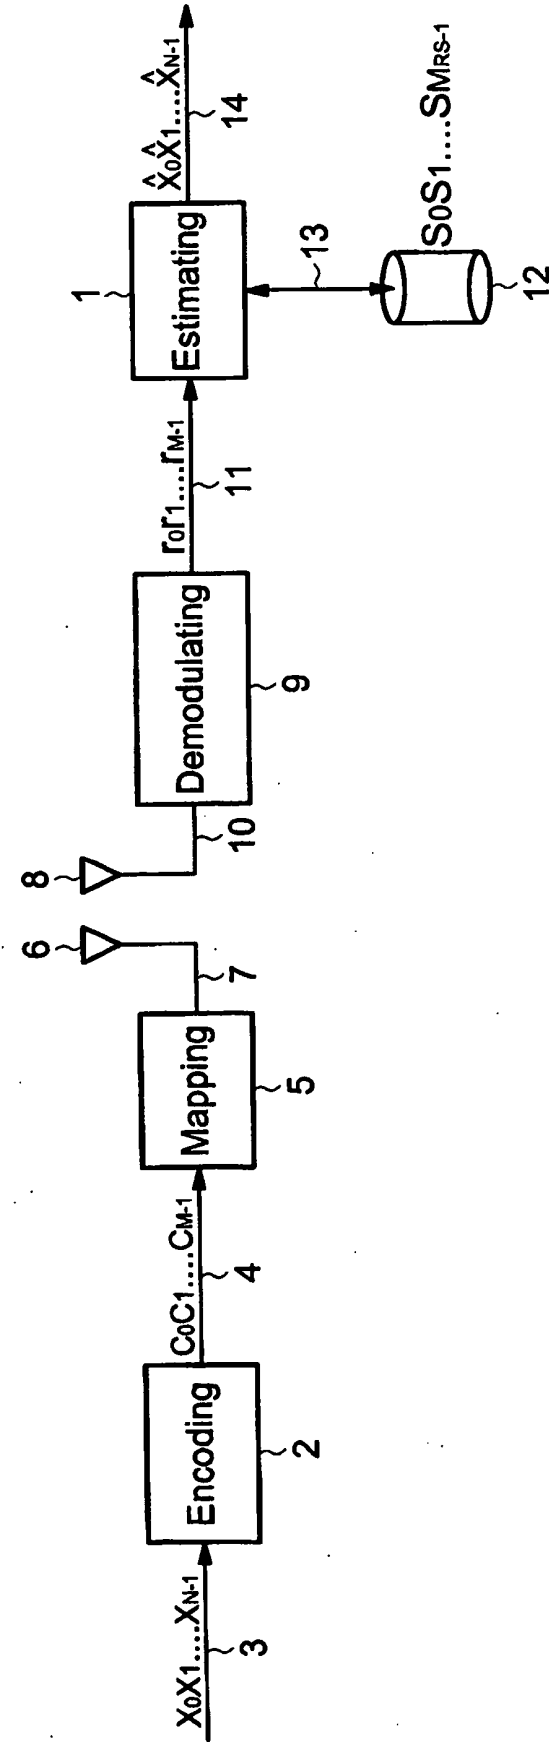 X0X1....XN-1
3
Encoding
2
C0C1....CM-1
4
Mapping
5
7
6
8
10
Demodulating
9
r0r1....rM-1
11
Estimating
1
X̂0X̂1....X̂N-1
14
13
S0S1....SMRS-1
12